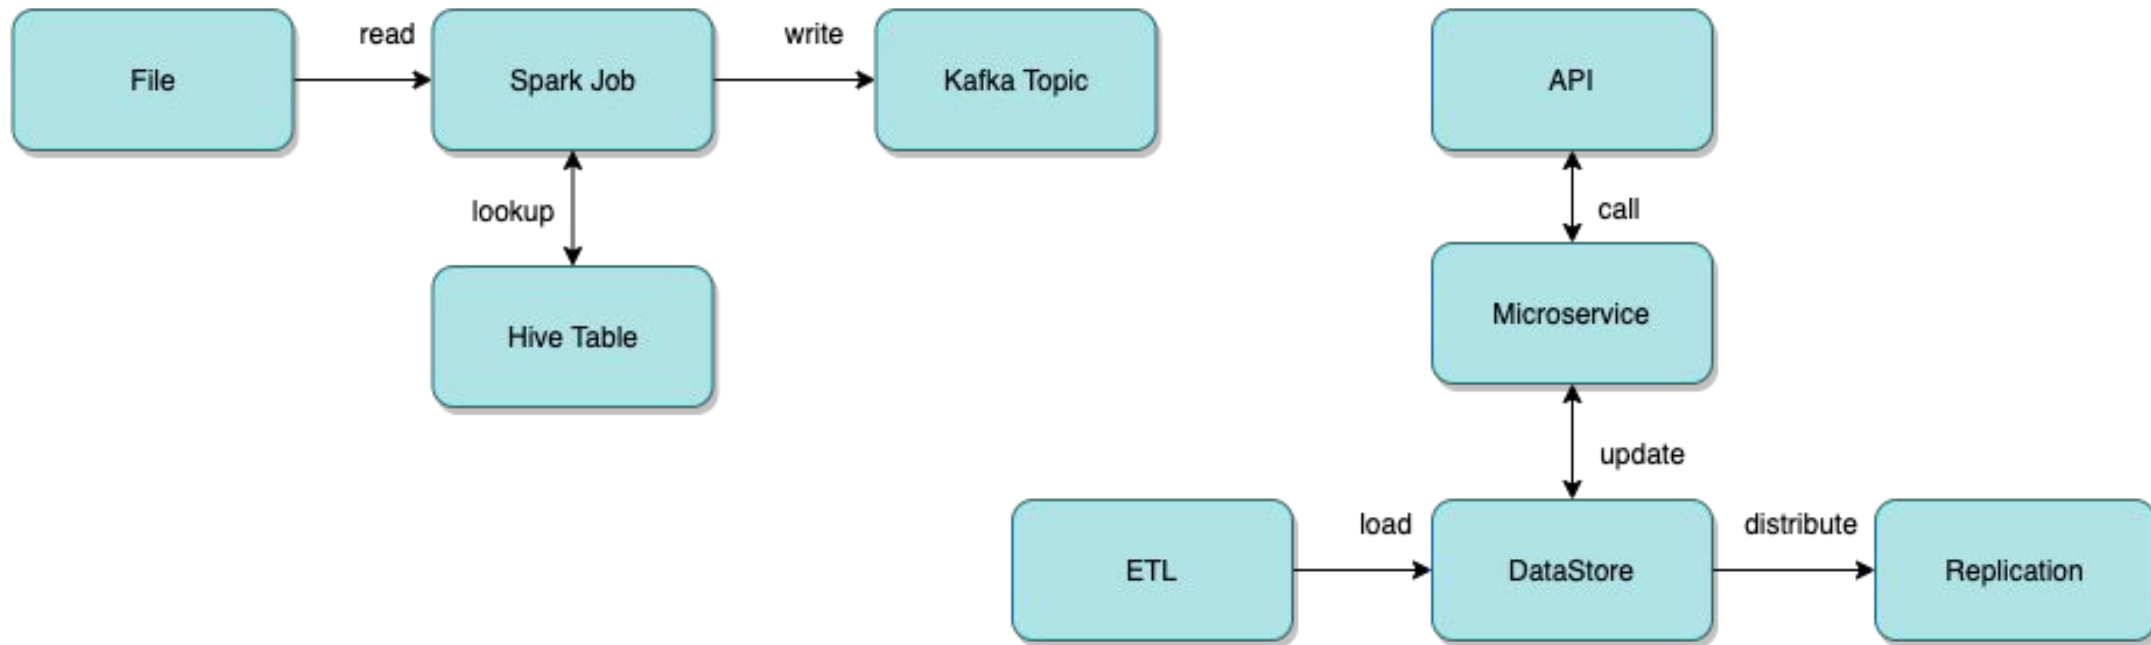 File
read
Spark Job
write
Kafka Topic
lookup
Hive Table
API
call
Microservice
update
ETL
load
DataStore
distribute
Replication